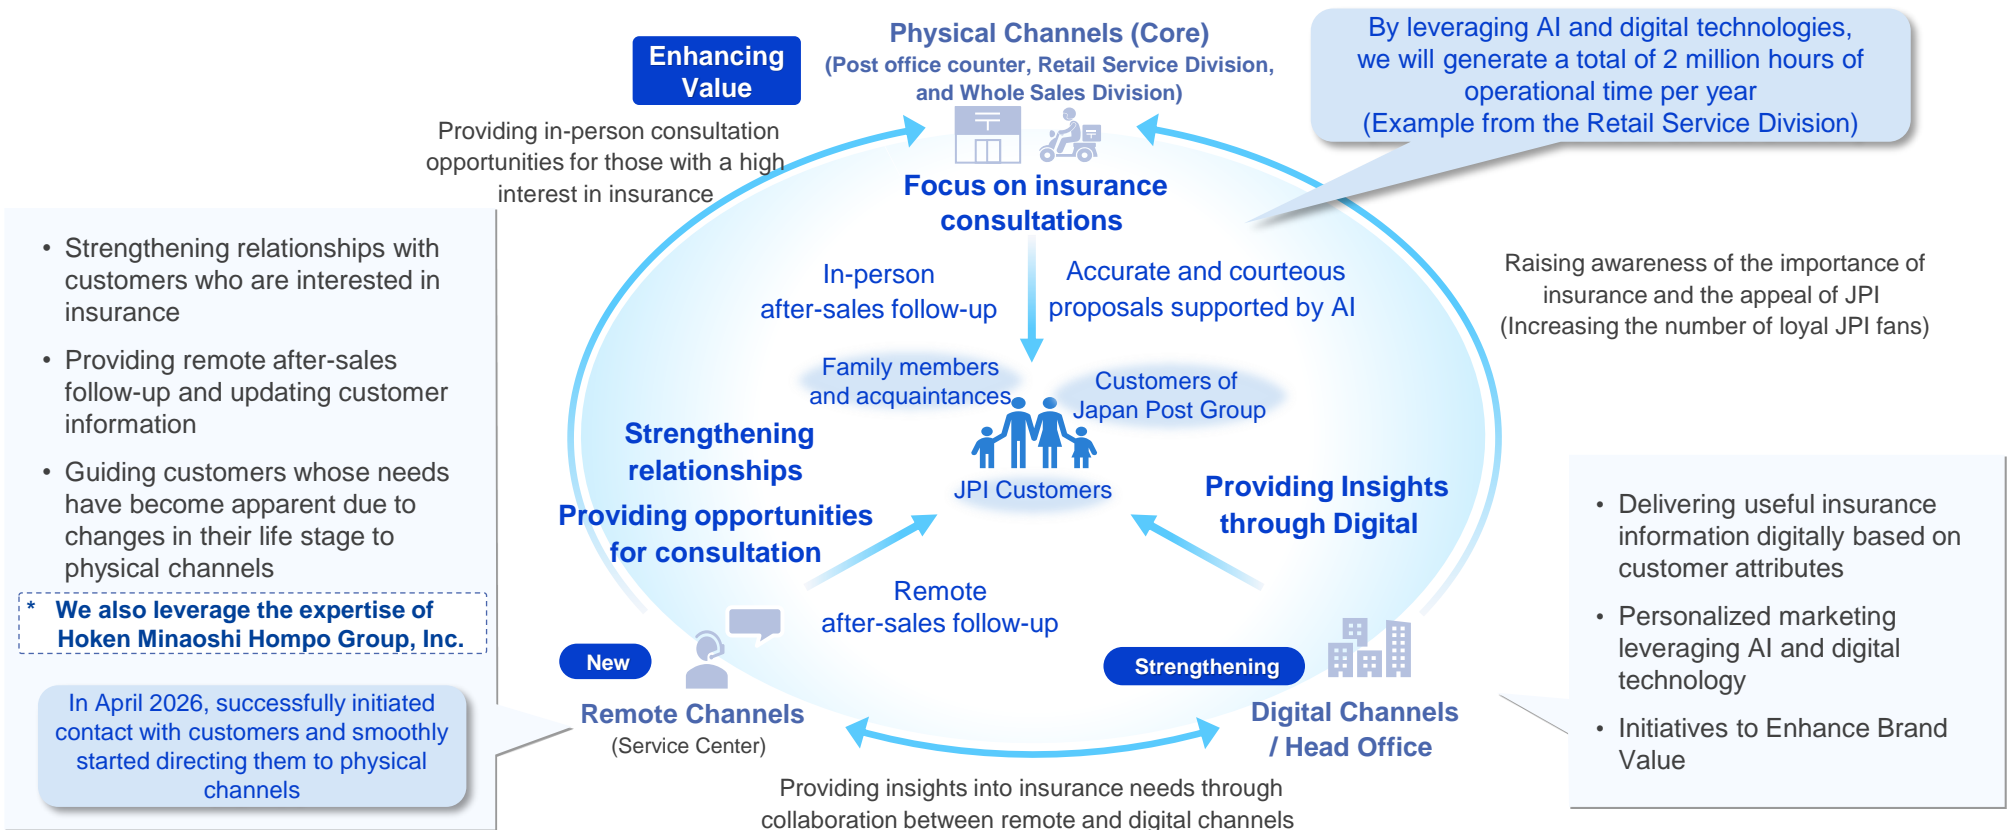 Enhancing
Value
Physical Channels (Core)
(Post office counter, Retail Service Division,
and Whole Sales Division)
By leveraging AI and digital technologies,
we will generate a total of 2 million hours of
operational time per year
(Example from the Retail Service Division)
Providing in-person consultation
opportunities for those with a high
interest in insurance
〒
〒
Focus on insurance
consultations
In-person
after-sales follow-up
Accurate and courteous
proposals supported by AI
Raising awareness of the importance of
insurance and the appeal of JPI
(Increasing the number of loyal JPI fans)
• Strengthening relationships with
customers who are interested in
insurance
• Providing remote after-sales
follow-up and updating customer
information
• Guiding customers whose needs
have become apparent due to
changes in their life stage to
physical channels
* We also leverage the expertise of
Hoken Minaoshi Hompo Group, Inc.
In April 2026, successfully initiated
contact with customers and smoothly
started directing them to physical
channels
Family members
and acquaintances
Customers of
Japan Post Group
JPI Customers
Strengthening
relationships
Providing opportunities
for consultation
Providing Insights
through Digital
Remote
after-sales follow-up
New
Remote Channels
(Service Center)
Strengthening
Digital Channels
/ Head Office
• Delivering useful insurance
information digitally based on
customer attributes
• Personalized marketing
leveraging AI and digital
technology
• Initiatives to Enhance Brand
Value
Providing insights into insurance needs through
collaboration between remote and digital channels